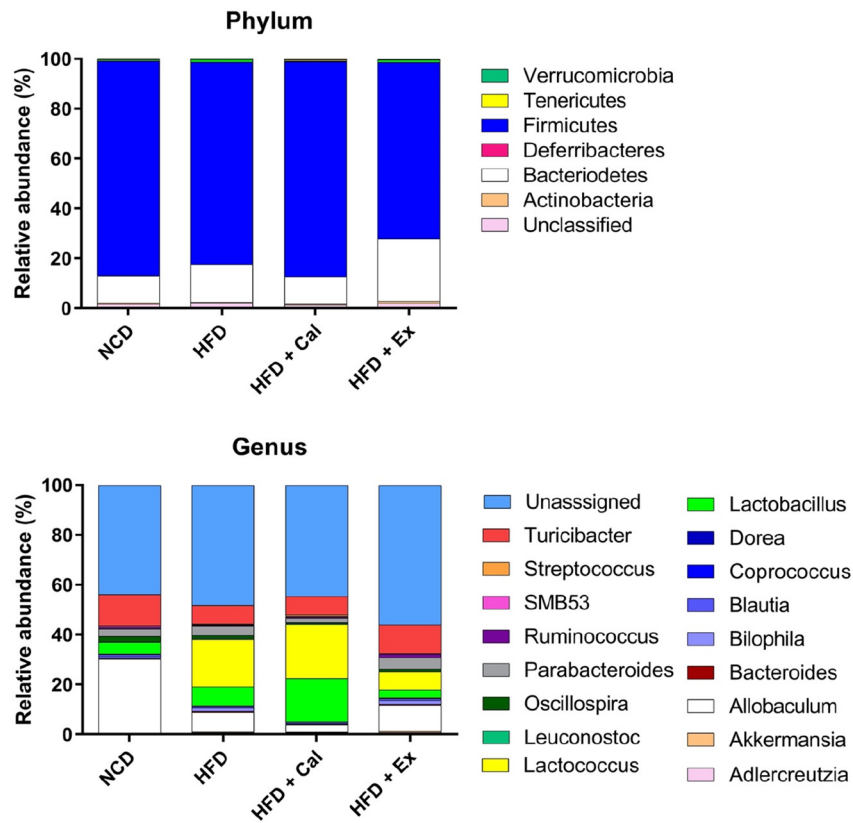 Phylum
Relative abundance (%)
100
80
60
40
20
0
NCD
HFD
HFD + Cal
HFD + Ex
Verrucomicrobia
Tenericutes
Firmicutes
Deferribacteres
Bacteriodetes
Actinobacteria
Unclassified
Genus
Relative abundance (%)
100
80
60
40
20
0
NCD
HFD
HFD + Cal
HFD + Ex
Unasssigned
Turicibacter
Streptococcus
SMB53
Ruminococcus
Parabacteroides
Oscillospira
Leuconostoc
Lactococcus
Lactobacillus
Dorea
Coprococcus
Blautia
Bilophila
Bacteroides
Allobaculum
Akkermansia
Adlercreutzia